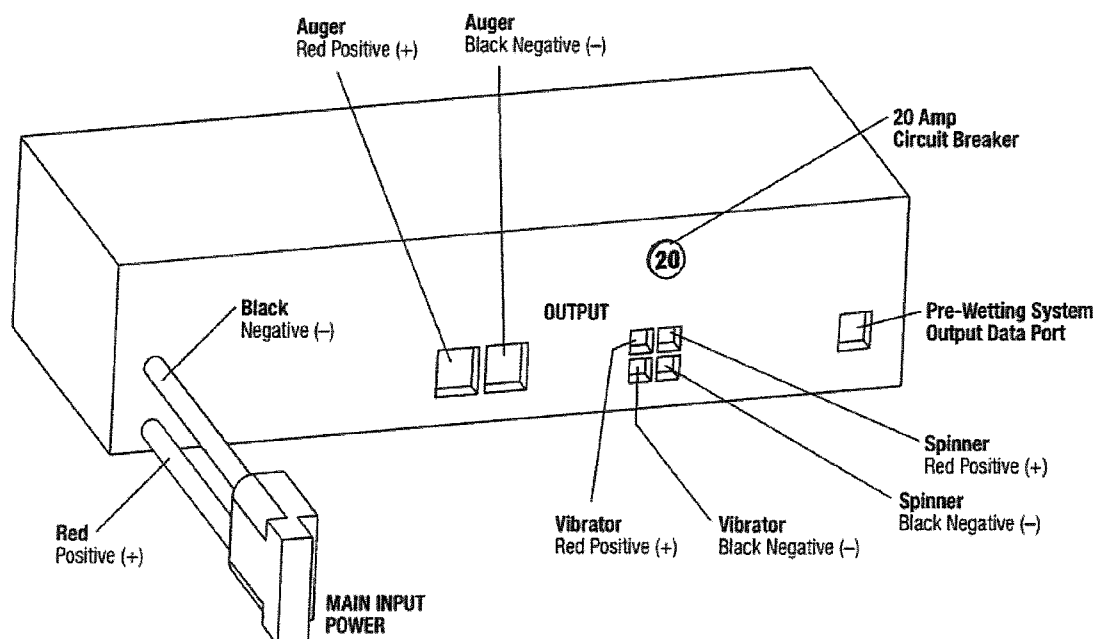 Auger
Red Positive (+)
Auger
Black Negative (–)
20 Amp
Circuit Breaker
20
Black
Negative (–)
OUTPUT
Pre-Wetting System
Output Data Port
Spinner
Red Positive (+)
Spinner
Black Negative (–)
Vibrator
Red Positive (+)
Vibrator
Black Negative (–)
Red
Positive (+)
MAIN INPUT
POWER